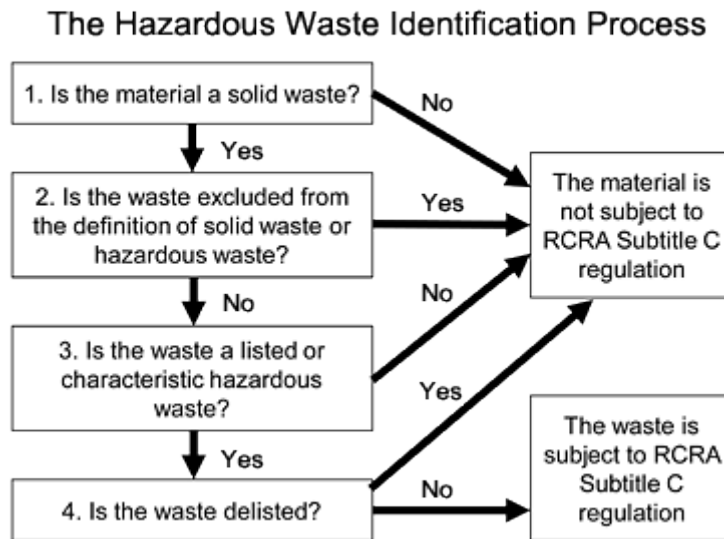 The Hazardous Waste Identification Process
1. Is the material a solid waste?
No
Yes
2. Is the waste excluded from
the definition of solid waste or
hazardous waste?
Yes
The material is
not subject to
RCRA Subtitle C
regulation
No
No
3. Is the waste a listed or
characteristic hazardous
waste?
Yes
Yes
The waste is
subject to RCRA
Subtitle C
regulation
4. Is the waste delisted?
No